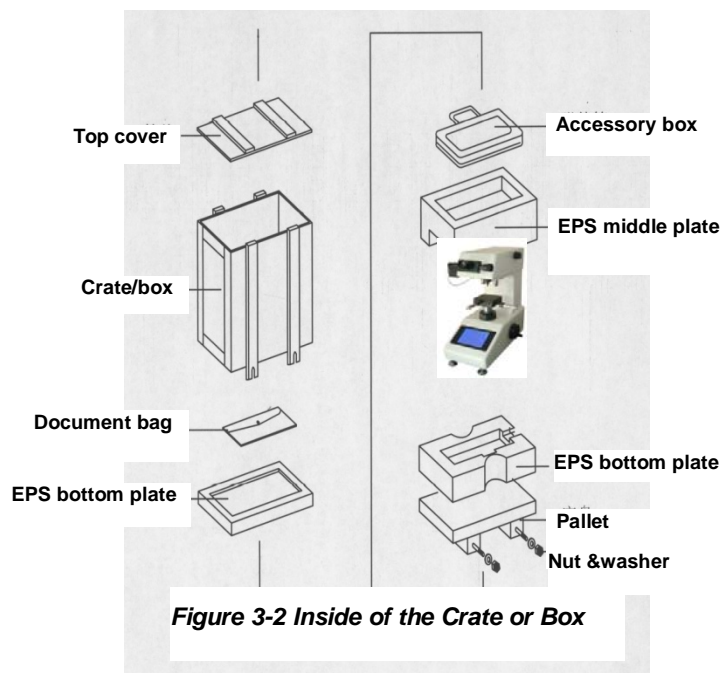 Top cover
Crate/box
Document bag
EPS bottom plate
Accessory box
EPS middle plate
EPS bottom plate
Pallet
Nut &washer
Figure 3-2 Inside of the Crate or Box